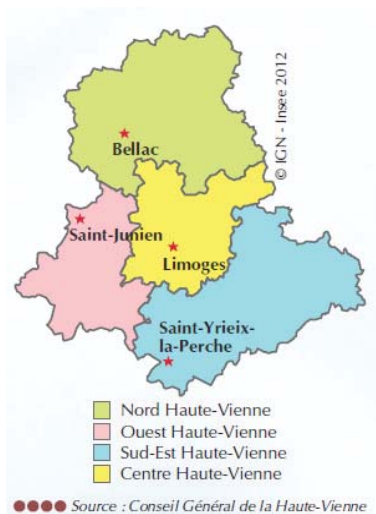 © IGN - Insee 2012
Bellac
Saint-Junien
Limoges
Saint-Yrieix-
la-Perche
Nord Haute-Vienne
Ouest Haute-Vienne
Sud-Est Haute-Vienne
Centre Haute-Vienne
Source : Conseil Général de la Haute-Vienne